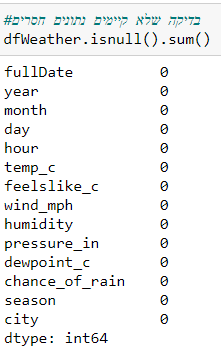 #בדיקה שלא קיימים נתונים חסרים
dfWeather.isnull().sum()
fullDate 0
year 0
month 0
day 0
hour 0
temp_c 0
feelslike_c 0
wind_mph 0
humidity 0
pressure_in 0
dewpoint_c 0
chance_of_rain 0
season 0
city 0
dtype: int64